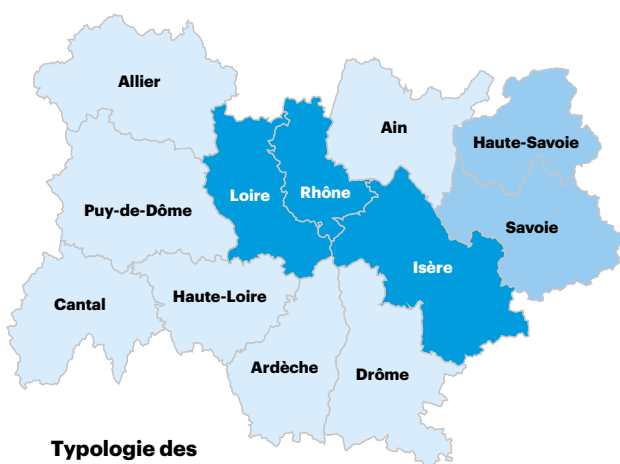 Allier
Ain
Haute-Savoie
Loire
Rhône
Puy-de-Dôme
Savoie
Isère
Cantal
Haute-Loire
Ardèche
Drôme
Typologie des